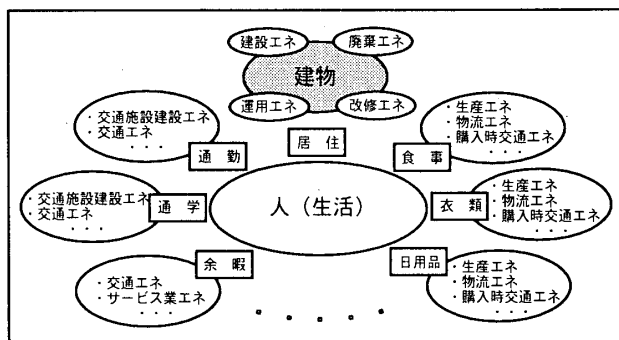 建設エネ
廃棄エネ
建物
運用エネ
改修エネ
・交通施設建設エネ
・交通エネ
・・・
通 勤
居 住
・生産エネ
・物流エネ
・購入時交通エネ
・・・
食 事
・交通施設建設エネ
・交通エネ
・・・
通 学
人（生活）
衣 類
・生産エネ
・物流エネ
・購入時交通エネ
・・・
余 暇
・交通エネ
・サービス業エネ
・・・
日用品
・生産エネ
・物流エネ
・購入時交通エネ
・・・
・・・・・